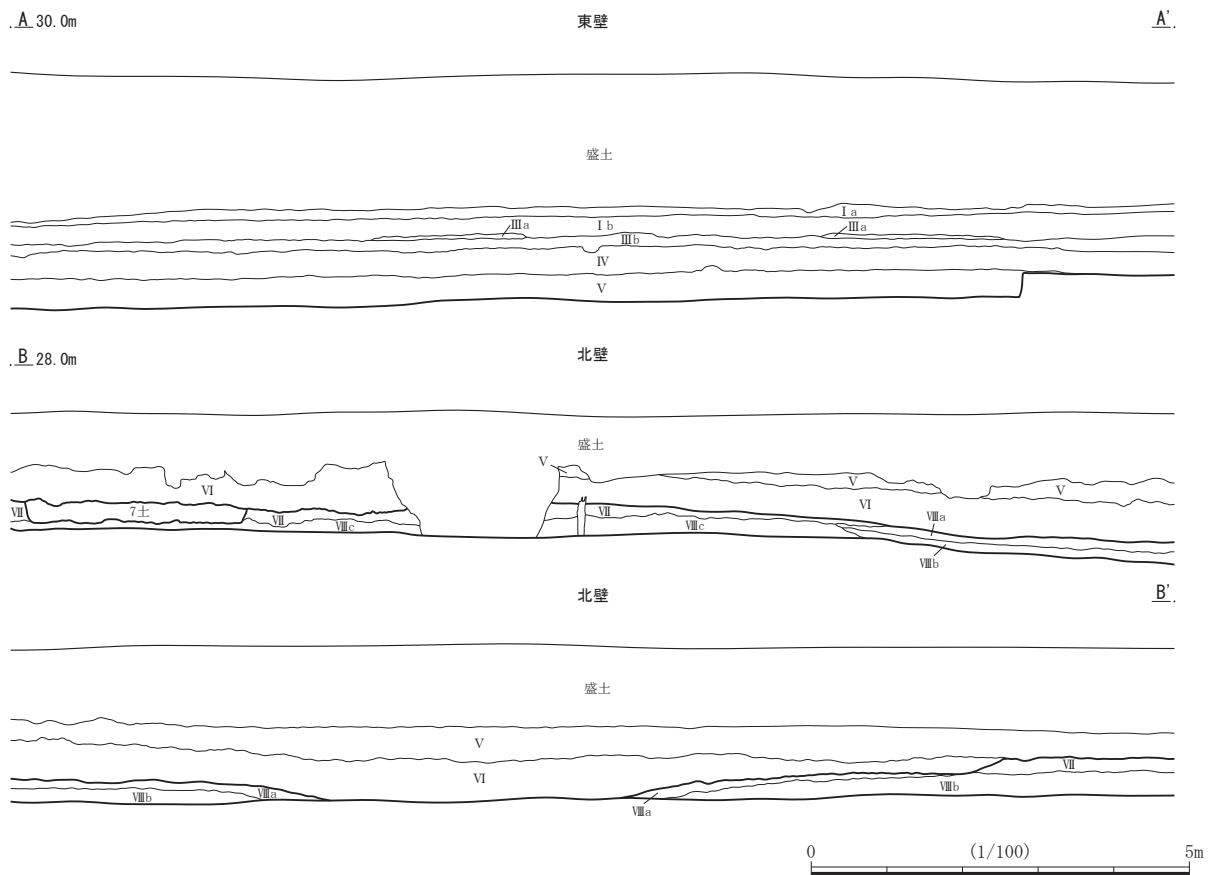 A 30.0m 東壁 A'
盛土
Ⅰa
Ⅲa Ⅰb Ⅲa
Ⅲb
Ⅳ
Ⅴ
B 28.0m 北壁
盛土
Ⅴ Ⅴ Ⅴ
Ⅵ Ⅵ
Ⅶ 7土 Ⅶ Ⅷc Ⅶ Ⅷc Ⅷa
Ⅷb
北壁 B'
盛土
Ⅴ
Ⅵ Ⅶ
Ⅷb Ⅷa Ⅷb
Ⅷa
0 (1/100) 5m